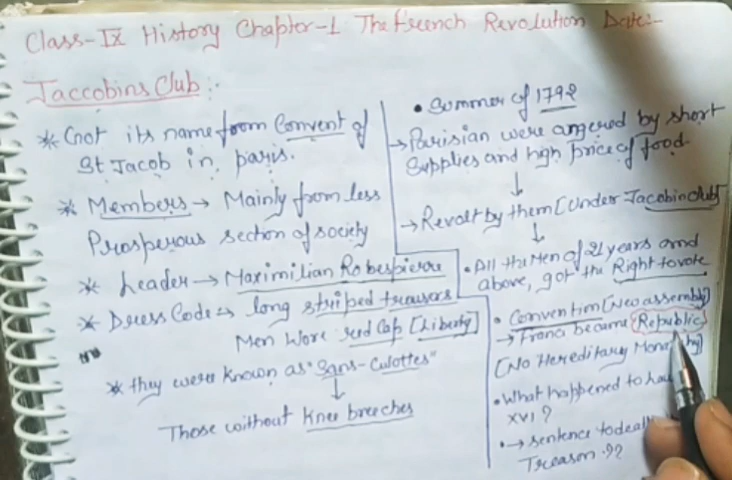 Class-IX History Chapter-1 The French Revolution Date:-
Jaccobins Club:-
* Got its name from Convent of
St Jacob in paris.
* Members → Mainly from less
Prosperous section of society
* Leader → Maximilian Robespierre
* Dress Code → long striped trousers
Men Wore red Cap [Liberty]
* they were known as "Sans-Culottes"
↓
Those without Knee breeches
• Summer of 1792
→ Parisian were angered by short
Supplies and high price of food
↓
→ Revolt by them [Under Jacobin club]
↓
• All the Men of 21 years and
above, got the Right to vote
• Convention [New assembly]
→ France became Republic
[No Hereditary
• What happened to
XVI?
• → sentence to
Treason.